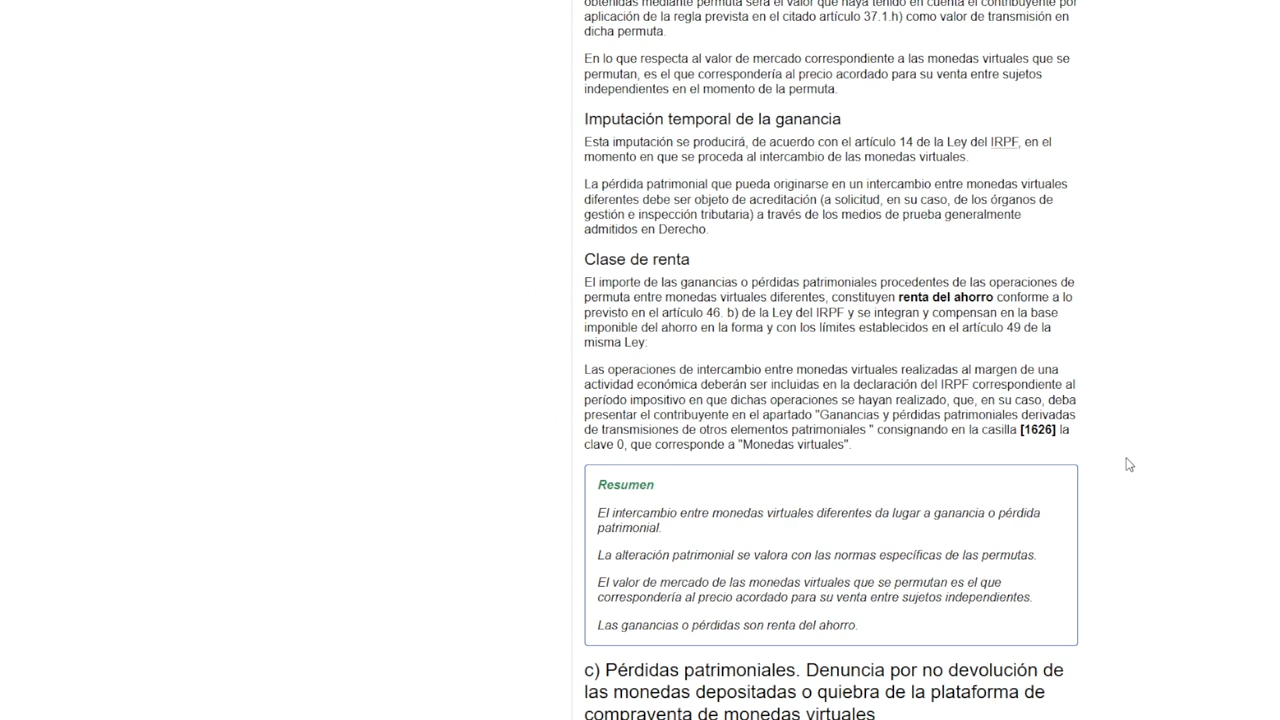 obtenidas mediante permuta será el valor que haya tenido en cuenta el contribuyente por
aplicación de la regla prevista en el citado artículo 37.1.h) como valor de transmisión en
dicha permuta.
En lo que respecta al valor de mercado correspondiente a las monedas virtuales que se
permutan, es el que correspondería al precio acordado para su venta entre sujetos
independientes en el momento de la permuta.
Imputación temporal de la ganancia
Esta imputación se producirá, de acuerdo con el artículo 14 de la Ley del IRPF, en el
momento en que se proceda al intercambio de las monedas virtuales.
La pérdida patrimonial que pueda originarse en un intercambio entre monedas virtuales
diferentes debe ser objeto de acreditación (a solicitud, en su caso, de los órganos de
gestión e inspección tributaria) a través de los medios de prueba generalmente
admitidos en Derecho.
Clase de renta
El importe de las ganancias o pérdidas patrimoniales procedentes de las operaciones de
permuta entre monedas virtuales diferentes, constituyen renta del ahorro conforme a lo
previsto en el artículo 46. b) de la Ley del IRPF y se integran y compensan en la base
imponible del ahorro en la forma y con los límites establecidos en el artículo 49 de la
misma Ley:
Las operaciones de intercambio entre monedas virtuales realizadas al margen de una
actividad económica deberán ser incluidas en la declaración del IRPF correspondiente al
período impositivo en que dichas operaciones se hayan realizado, que, en su caso, deba
presentar el contribuyente en el apartado "Ganancias y pérdidas patrimoniales derivadas
de transmisiones de otros elementos patrimoniales " consignando en la casilla [1626] la
clave 0, que corresponde a "Monedas virtuales".
Resumen
El intercambio entre monedas virtuales diferentes da lugar a ganancia o pérdida
patrimonial.
La alteración patrimonial se valora con las normas específicas de las permutas.
El valor de mercado de las monedas virtuales que se permutan es el que
correspondería al precio acordado para su venta entre sujetos independientes.
Las ganancias o pérdidas son renta del ahorro.
c) Pérdidas patrimoniales. Denuncia por no devolución de
las monedas depositadas o quiebra de la plataforma de
compraventa de monedas virtuales